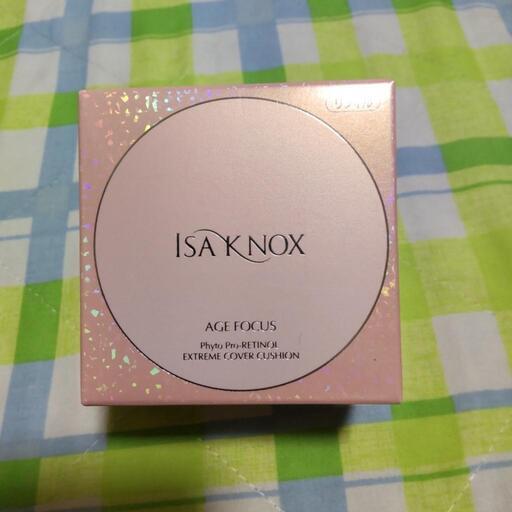 ISA KNOX
AGE FOCUS
Phyto Pro-RETINOL
EXTREME COVER CUSHION